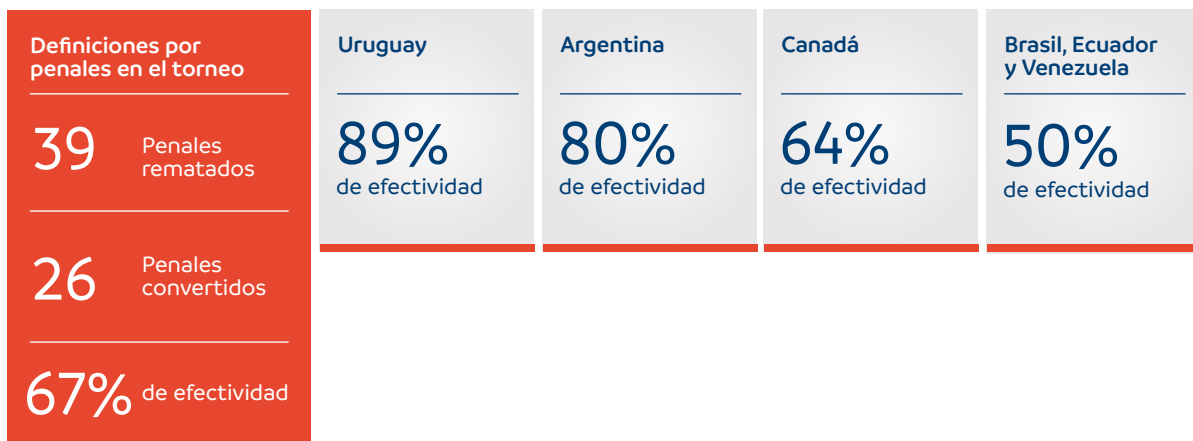 Definiciones por
penales en el torneo
39 Penales
rematados
26 Penales
convertidos
67% de efectividad
Uruguay
89%
de efectividad
Argentina
80%
de efectividad
Canadá
64%
de efectividad
Brasil, Ecuador
y Venezuela
50%
de efectividad